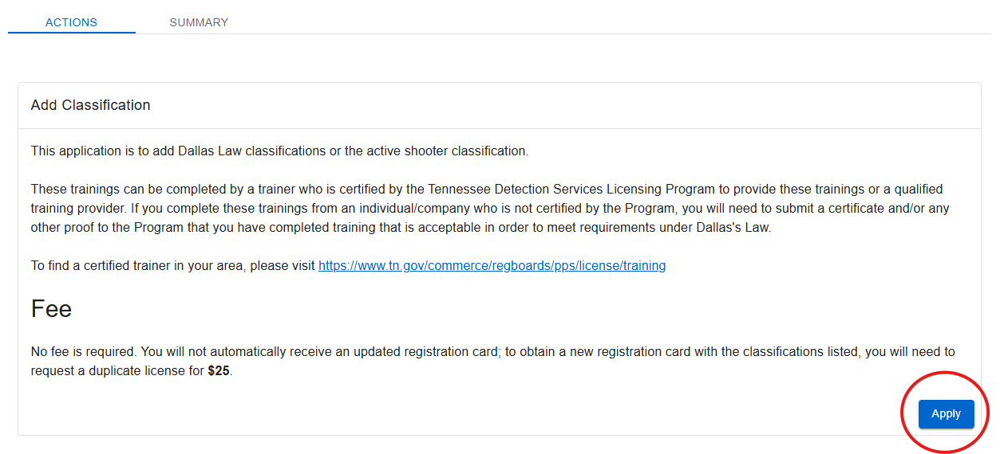 ACTIONS SUMMARY
Add Classification
This application is to add Dallas Law classifications or the active shooter classification.
These trainings can be completed by a trainer who is certified by the Tennessee Detection Services Licensing Program to provide these trainings or a qualified
training provider. If you complete these trainings from an individual/company who is not certified by the Program, you will need to submit a certificate and/or any
other proof to the Program that you have completed training that is acceptable in order to meet requirements under Dallas's Law.
To find a certified trainer in your area, please visit https://www.tn.gov/commerce/regboards/pps/license/training
Fee
No fee is required. You will not automatically receive an updated registration card; to obtain a new registration card with the classifications listed, you will need to
request a duplicate license for $25.
Apply